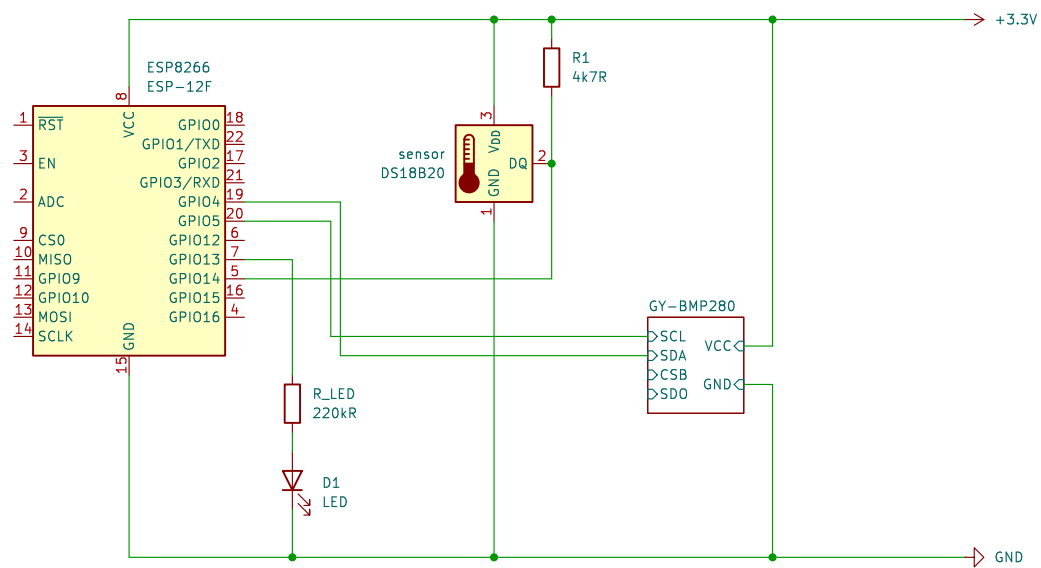 +3.3V
ESP8266
ESP-12F
R1
4k7R
8
VCC
1
RST
3
EN
2
ADC
9
CS0
10
MISO
11
GPIO9
12
GPIO10
13
MOSI
14
SCLK
GND
15
GPIO0
18
GPIO1/TXD
22
GPIO2
17
GPIO3/RXD
21
GPIO4
19
GPIO5
20
GPIO12
6
GPIO13
7
GPIO14
5
GPIO15
16
GPIO16
4
sensor
DS18B20
3
VDD
DQ
2
GND
1
GY-BMP280
SCL
SDA
CSB
SDO
VCC
GND
R_LED
220kR
D1
LED
GND